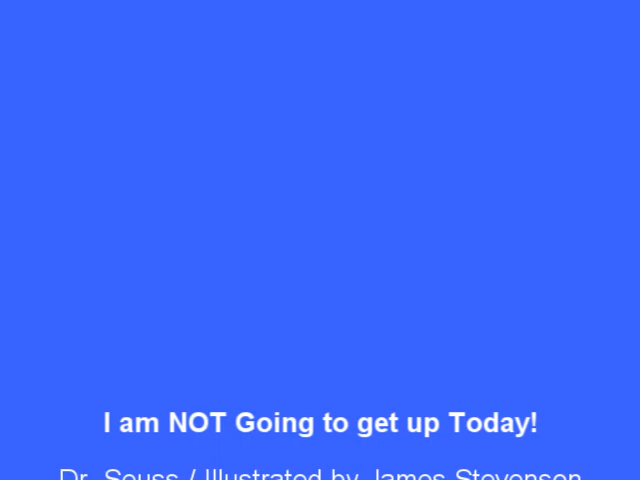 I am NOT Going to get up Today!
Dr. Seuss / Illustrated by James Stevenson